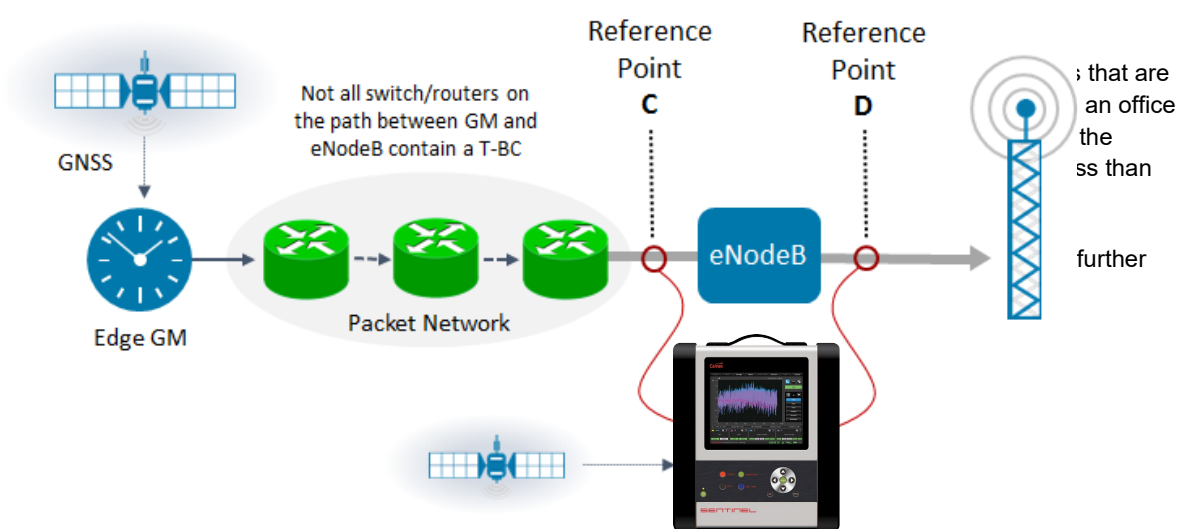 Reference
Point
C
Reference
Point
D
Not all switch/routers on
the path between GM and
eNodeB contain a T-BC
GNSS
s that are
an office
the
ss than
further
eNodeB
Packet Network
Edge GM
SENTINEL